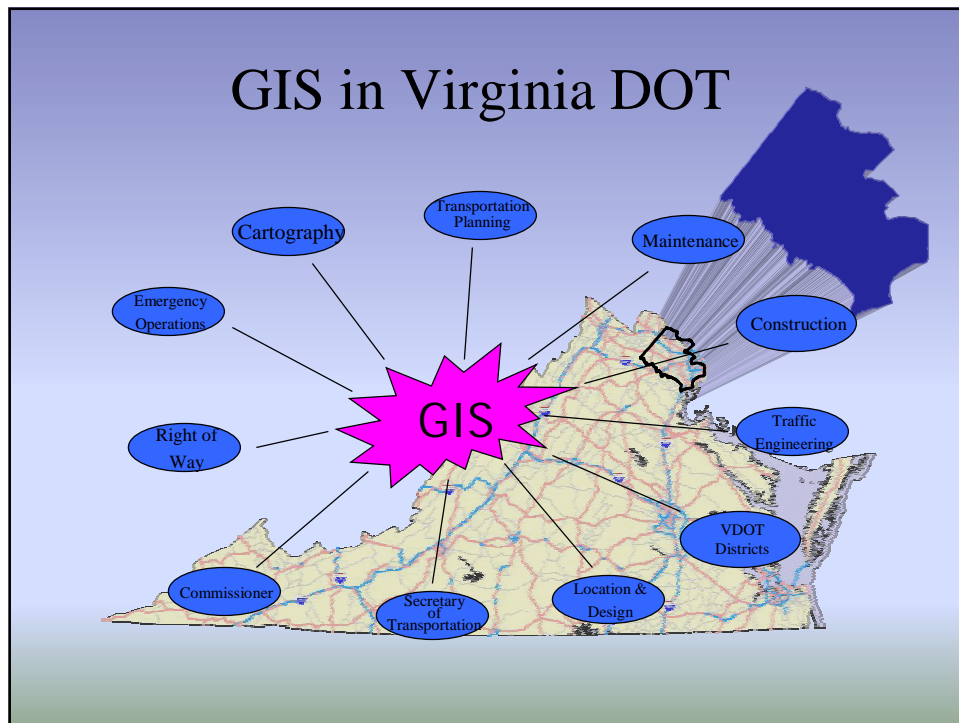 GIS in Virginia DOT
Transportation
Planning
Cartography
Maintenance
Emergency
Operations
Construction
GIS
Right of
Way
Traffic
Engineering
VDOT
Districts
Commissioner
Secretary
of
Transportation
Location &
Design